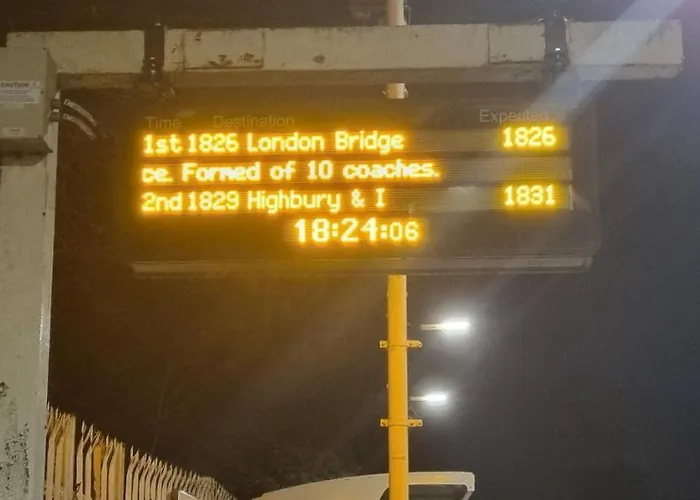 CAUTION
Time Destination Expected
1st 1826 London Bridge 1826
ce. Formed of 10 coaches.
2nd 1829 Highbury & I 1831
18:24:06